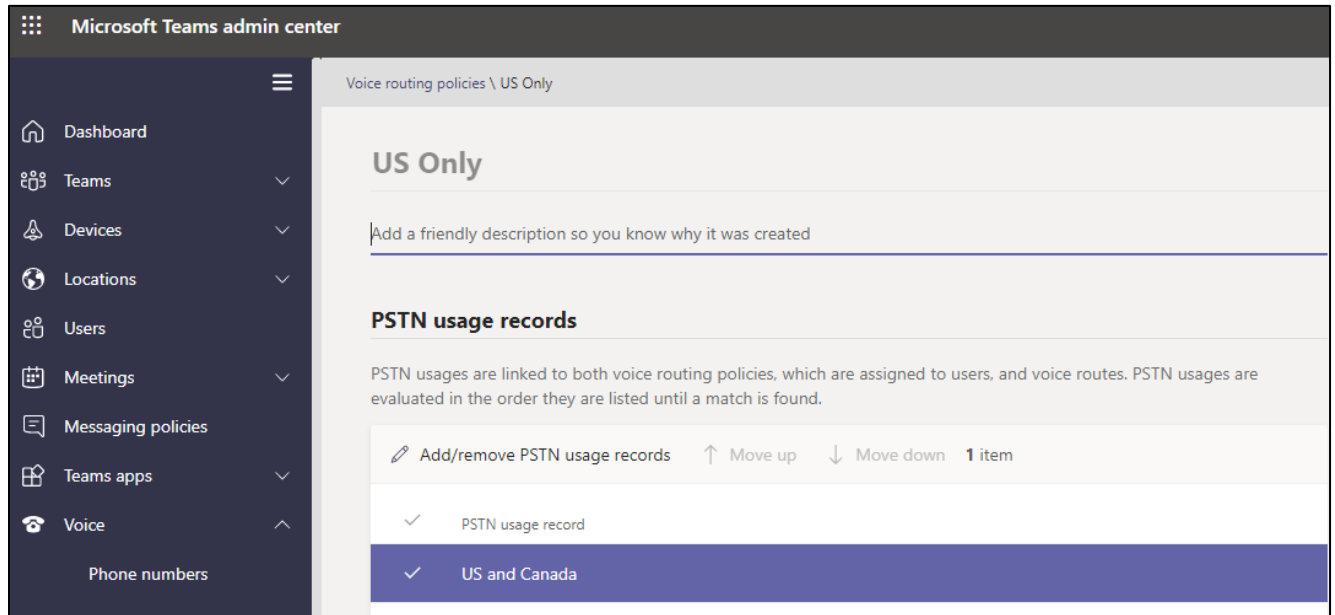 Microsoft Teams admin center
Voice routing policies \ US Only
Dashboard
Teams
Devices
Locations
Users
Meetings
Messaging policies
Teams apps
Voice
Phone numbers
US Only
Add a friendly description so you know why it was created
PSTN usage records
PSTN usages are linked to both voice routing policies, which are assigned to users, and voice routes. PSTN usages are
evaluated in the order they are listed until a match is found.
Add/remove PSTN usage records Move up Move down 1 item
PSTN usage record
US and Canada